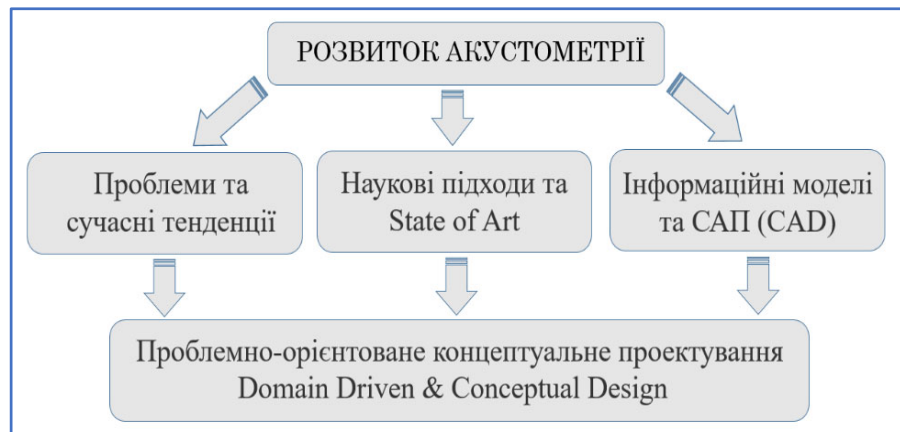 РОЗВИТОК АКУСТОМЕТРІЇ
Проблеми та
сучасні тенденції
Наукові підходи та
State of Art
Інформаційні моделі
та САП (CAD)
Проблемно-орієнтоване концептуальне проектування
Domain Driven & Conceptual Design